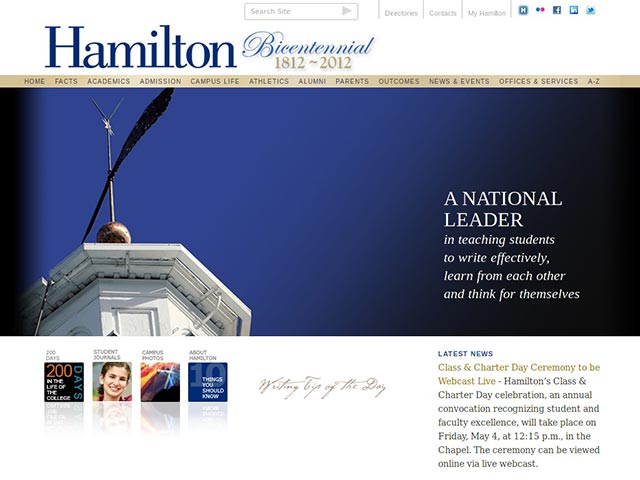 Search Site
Directories Contacts My Hamilton
Hamilton Bicentennial
1812 ~ 2012
HOME FACTS ACADEMICS ADMISSION CAMPUS LIFE ATHLETICS ALUMNI PARENTS OUTCOMES NEWS & EVENTS OFFICES & SERVICES A-Z
A NATIONAL
LEADER
in teaching students
to write effectively,
learn from each other
and think for themselves
200
DAYS
200
IN THE
LIFE OF
THE
COLLEGE
DAYS
STUDENT
JOURNALS
CAMPUS
PHOTOS
ABOUT
HAMILTON
10
THINGS
YOU SHOULD
KNOW
Writing Tip of the Day
LATEST NEWS
Class & Charter Day Ceremony to be
Webcast Live - Hamilton's Class &
Charter Day celebration, an annual
convocation recognizing student and
faculty excellence, will take place on
Friday, May 4, at 12:15 p.m., in the
Chapel. The ceremony can be viewed
online via live webcast.